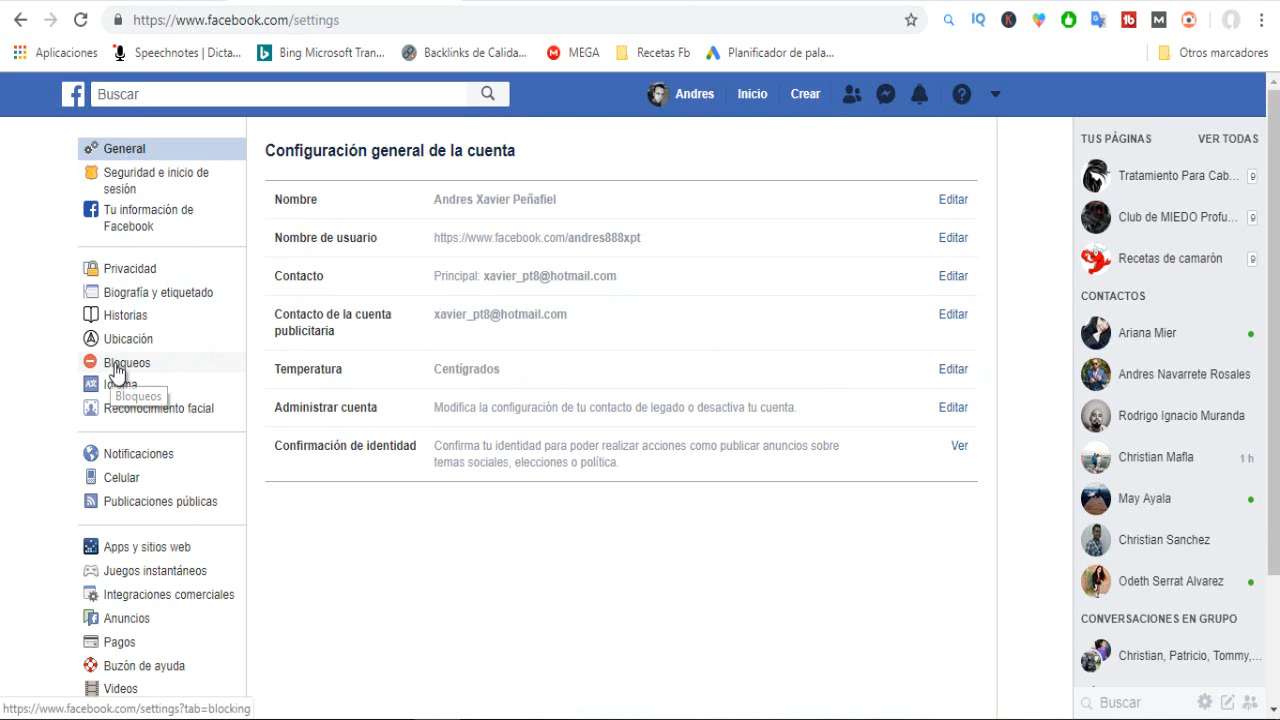 https://www.facebook.com/settings
Aplicaciones
Speechnotes | Dicta...
Bing Microsoft Tran...
Backlinks de Calida...
MEGA
Recetas Fb
Planificador de pala...
Otros marcadores
Buscar
Andres
Inicio
Crear
General
Seguridad e inicio de
sesión
Tu información de
Facebook
Privacidad
Biografía y etiquetado
Historias
Ubicación
Bloqueos
Idioma
Bloqueos
Reconocimiento facial
Notificaciones
Celular
Publicaciones públicas
Apps y sitios web
Juegos instantáneos
Integraciones comerciales
Anuncios
Pagos
Buzón de ayuda
Videos
https://www.facebook.com/settings?tab=blocking
Configuración general de la cuenta
Nombre Andres Xavier Peñafiel Editar
Nombre de usuario https://www.facebook.com/andres888xpt Editar
Contacto Principal: xavier_pt8@hotmail.com Editar
Contacto de la cuenta xavier_pt8@hotmail.com Editar
publicitaria
Temperatura Centígrados Editar
Administrar cuenta Modifica la configuración de tu contacto de legado o desactiva tu cuenta. Editar
Confirmación de identidad Confirma tu identidad para poder realizar acciones como publicar anuncios sobre Ver
temas sociales, elecciones o política.
TUS PÁGINAS VER TODAS
Tratamiento Para Cab... 9
Club de MIEDO Profu... 9
Recetas de camarón 9
CONTACTOS
Ariana Mier
Andres Navarrete Rosales
Rodrigo Ignacio Muranda
Christian Mafla 1 h
May Ayala
Christian Sanchez
Odeth Serrat Alvarez
CONVERSACIONES EN GRUPO
Christian, Patricio, Tommy,...
Buscar